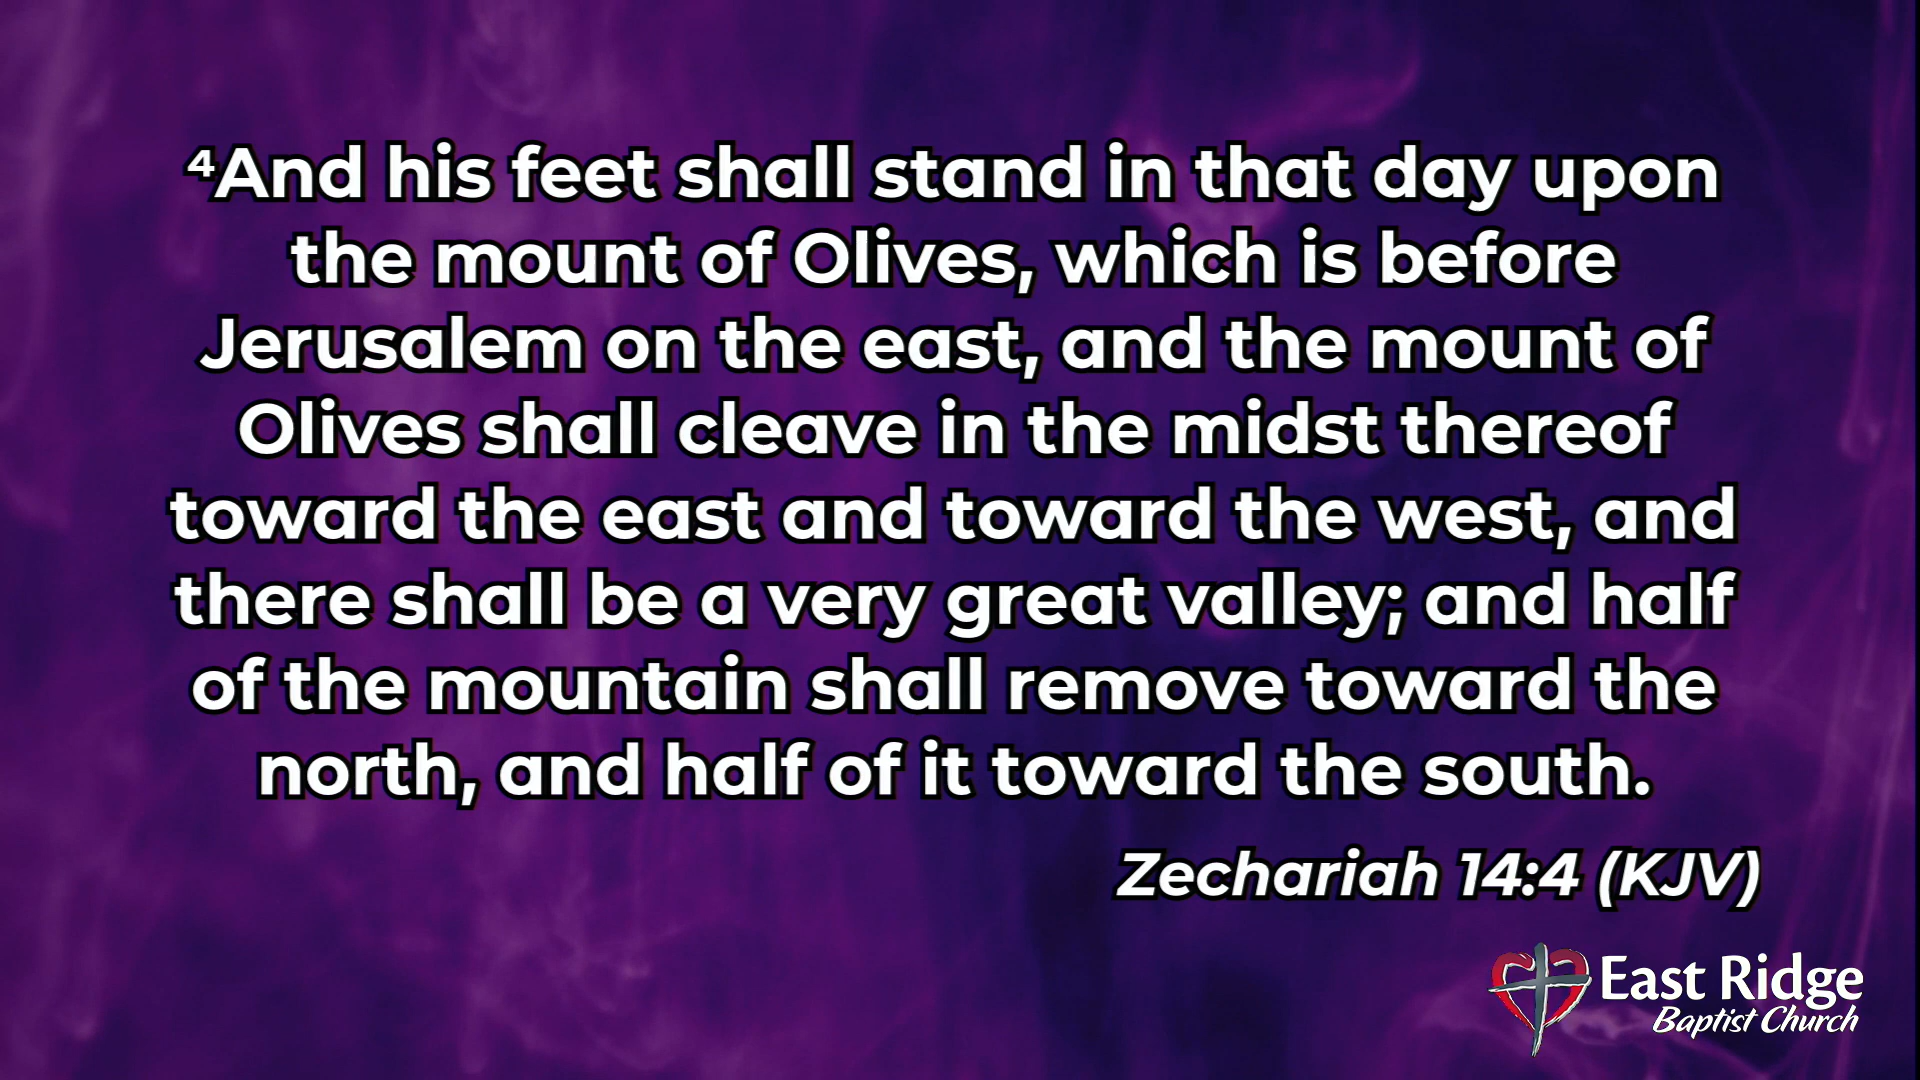 ⁴And his feet shall stand in that day upon
the mount of Olives, which is before
Jerusalem on the east, and the mount of
Olives shall cleave in the midst thereof
toward the east and toward the west, and
there shall be a very great valley; and half
of the mountain shall remove toward the
north, and half of it toward the south.
Zechariah 14:4 (KJV)
East Ridge
Baptist Church